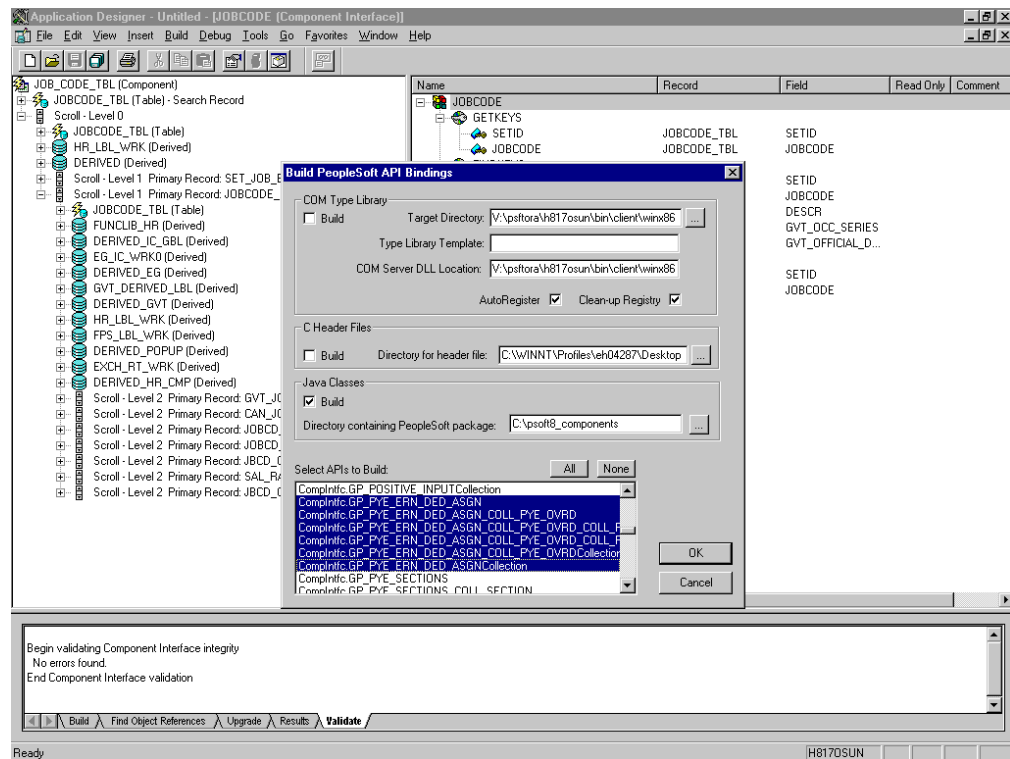 Application Designer - Untitled - [JOBCODE (Component Interface)]
File Edit View Insert Build Debug Tools Go Favorites Window Help
JOB_CODE_TBL (Component)
JOBCODE_TBL (Table) - Search Record
Scroll - Level 0
JOBCODE_TBL (Table)
HR_LBL_WRK (Derived)
DERIVED (Derived)
Scroll - Level 1 Primary Record: SET_JOB_E
Scroll - Level 1 Primary Record: JOBCODE_
JOBCODE_TBL (Table)
FUNCLIB_HR (Derived)
DERIVED_IC_GBL (Derived)
EG_IC_WRK0 (Derived)
DERIVED_EG (Derived)
GVT_DERIVED_LBL (Derived)
DERIVED_GVT (Derived)
HR_LBL_WRK (Derived)
FPS_LBL_WRK (Derived)
DERIVED_POPUP (Derived)
EXCH_RT_WRK (Derived)
DERIVED_HR_CMP (Derived)
Scroll - Level 2 Primary Record: GVT_JO
Scroll - Level 2 Primary Record: CAN_JO
Scroll - Level 2 Primary Record: JOBCD_
Scroll - Level 2 Primary Record: JOBCD_
Scroll - Level 2 Primary Record: JBCD_C
Scroll - Level 2 Primary Record: SAL_RA
Scroll - Level 2 Primary Record: JBCD_C
Name Record Field Read Only Comment
JOBCODE
GETKEYS
SETID JOBCODE_TBL SETID
JOBCODE JOBCODE_TBL JOBCODE
SETID
JOBCODE
DESCR
GVT_OCC_SERIES
GVT_OFFICIAL_D...
SETID
JOBCODE
Build PeopleSoft API Bindings
COM Type Library
Build Target Directory: V:\psftora\h817osun\bin\client\winx86 ...
Type Library Template:
COM Server DLL Location: V:\psftora\h817osun\bin\client\winx86
AutoRegister Clean-up Registry
C Header Files
Build Directory for header file: C:\WINNT\Profiles\eh04287\Desktop ...
Java Classes
Build
Directory containing PeopleSoft package: C:\psoft8_components ...
Select APIs to Build: All None
CompIntfc.GP_POSITIVE_INPUTCollection
CompIntfc.GP_PYE_ERN_DED_ASGN
CompIntfc.GP_PYE_ERN_DED_ASGN_COLL_PYE_OVRD
CompIntfc.GP_PYE_ERN_DED_ASGN_COLL_PYE_OVRD_COLL_F
CompIntfc.GP_PYE_ERN_DED_ASGN_COLL_PYE_OVRD_COLL_F
CompIntfc.GP_PYE_ERN_DED_ASGN_COLL_PYE_OVRDCollection
CompIntfc.GP_PYE_ERN_DED_ASGNCollection
CompIntfc.GP_PYE_SECTIONS
CompIntfc.GP_PYE_SECTIONS_COLL_SECTION
OK
Cancel
Begin validating Component Interface integrity
No errors found.
End Component Interface validation
Build Find Object References Upgrade Results Validate
Ready H817OSUN